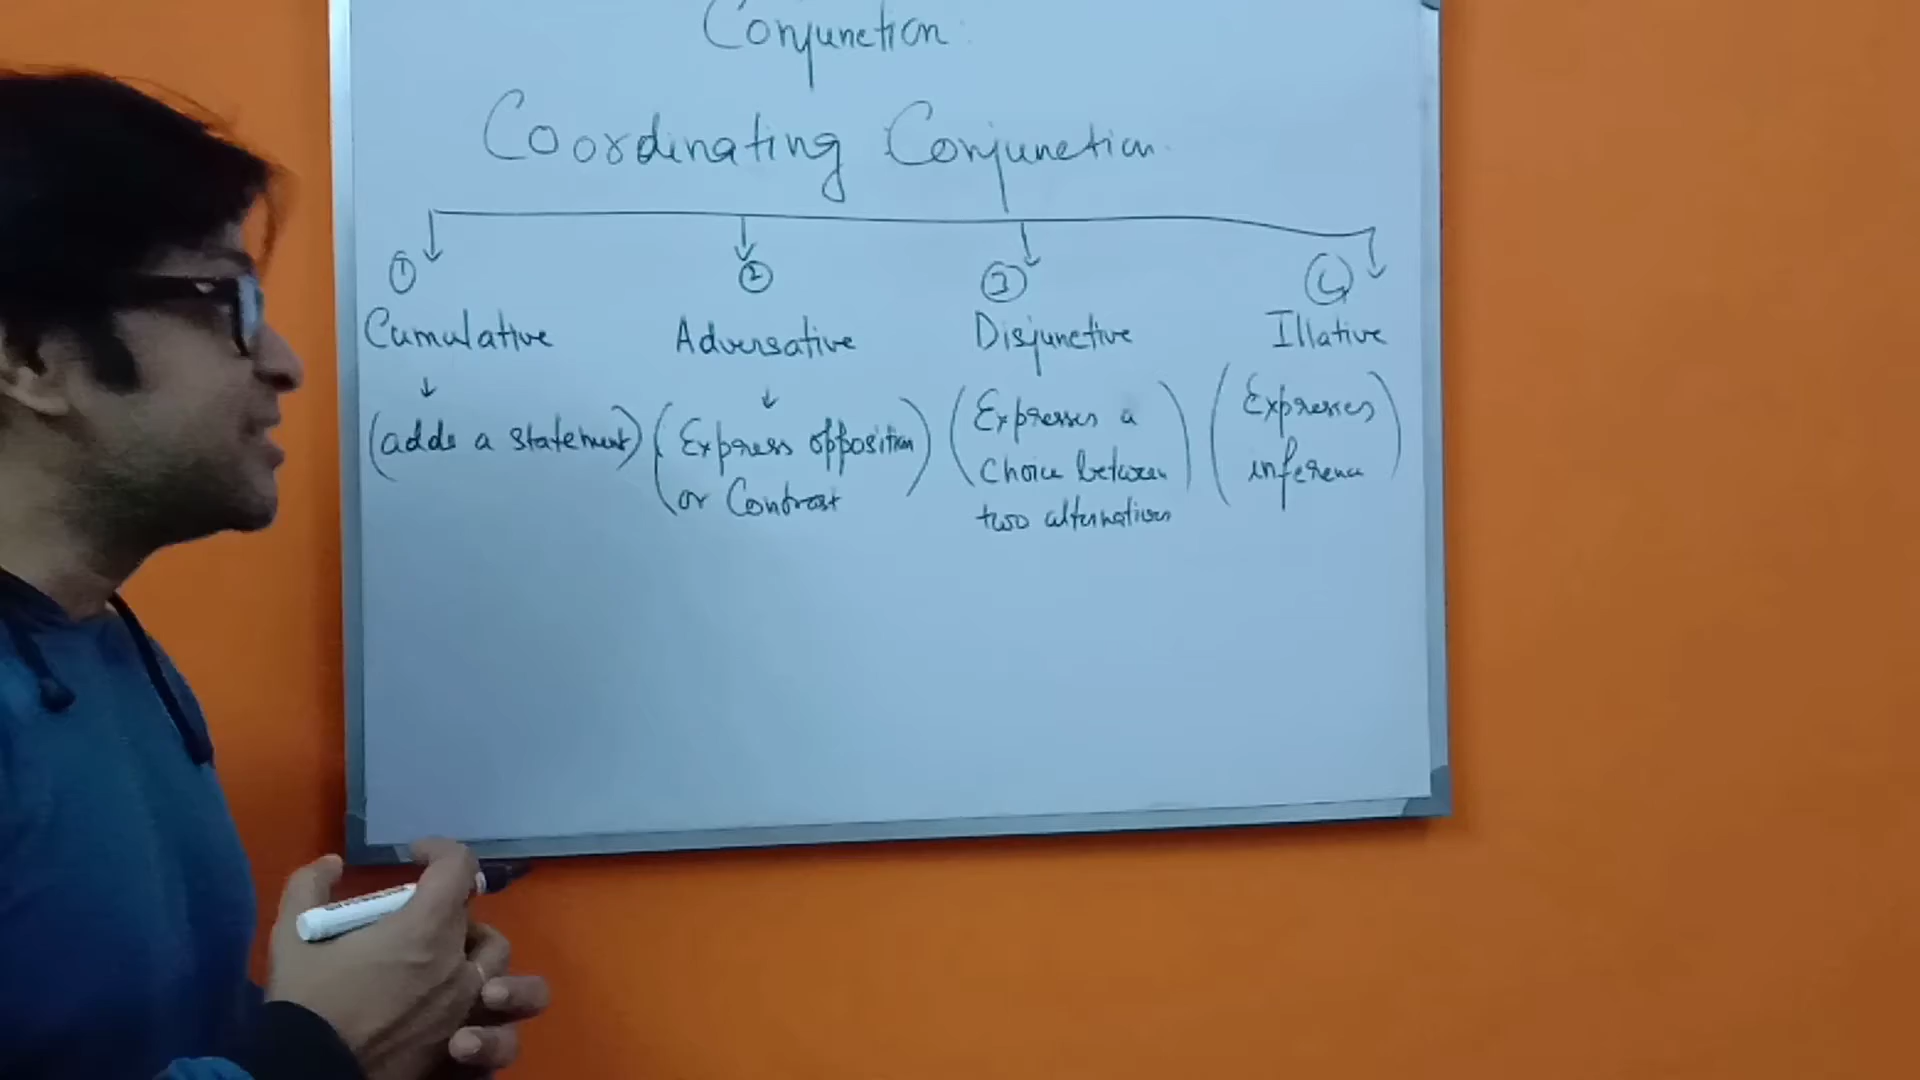 Conjunction
Coordinating Conjunction
1 2 3 4
Cumulative Adversative Disjunctive Illative
(adds a statement) (Express opposition or Contrast) (Expresses a choice between two alternatives) (Expresses inference)